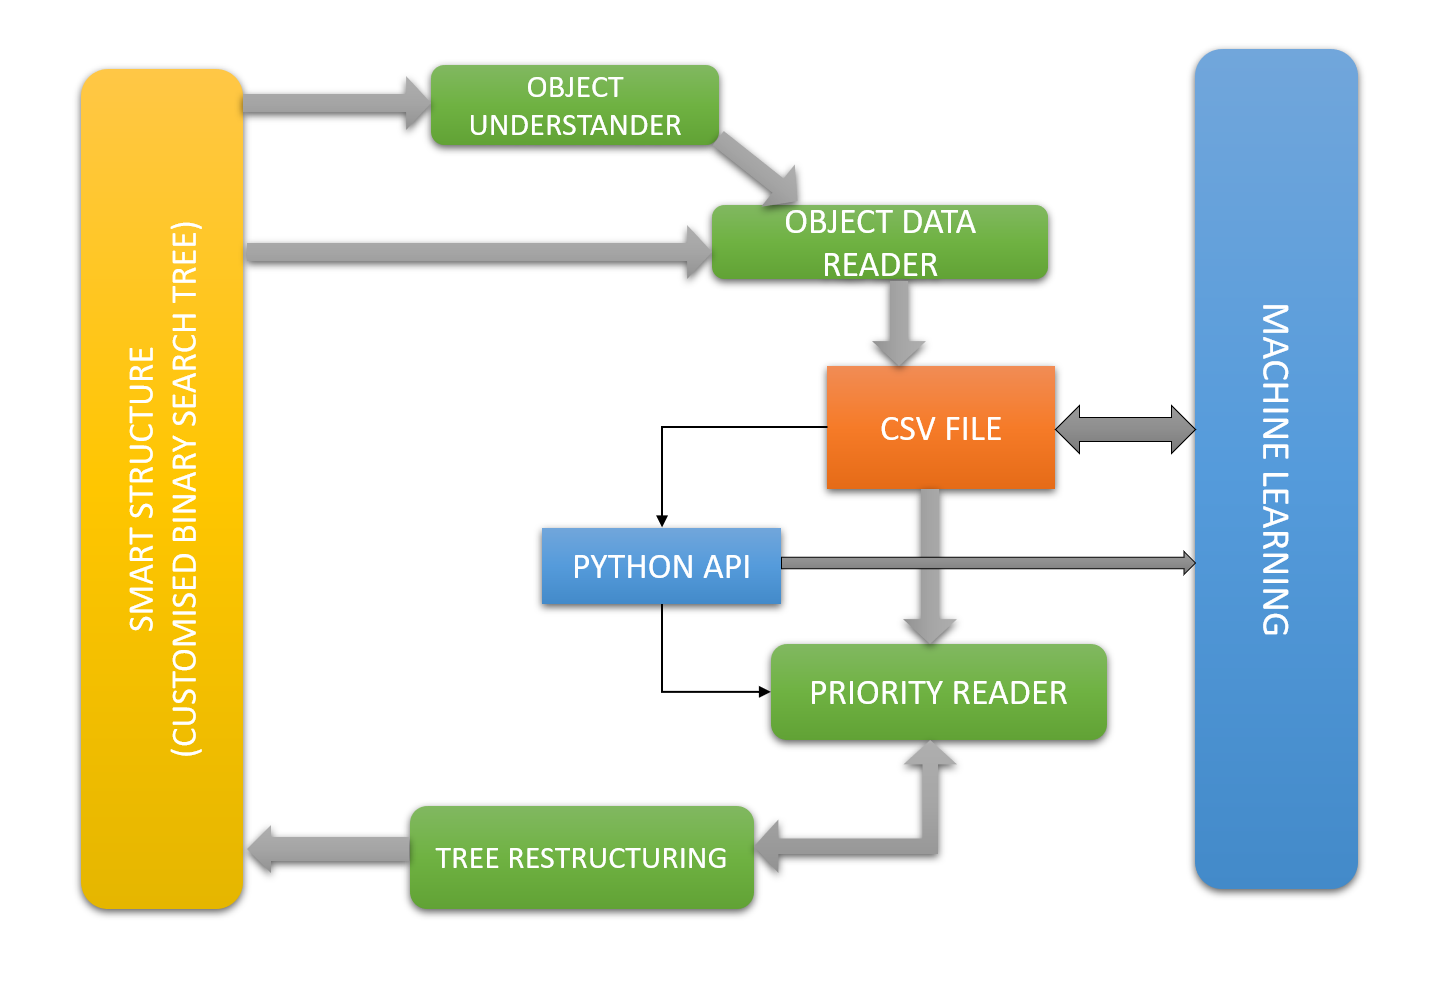 OBJECT
UNDERSTANDER
OBJECT DATA
READER
SMART STRUCTURE
(CUSTOMISED BINARY SEARCH TREE)
MACHINE LEARNING
CSV FILE
PYTHON API
PRIORITY READER
TREE RESTRUCTURING